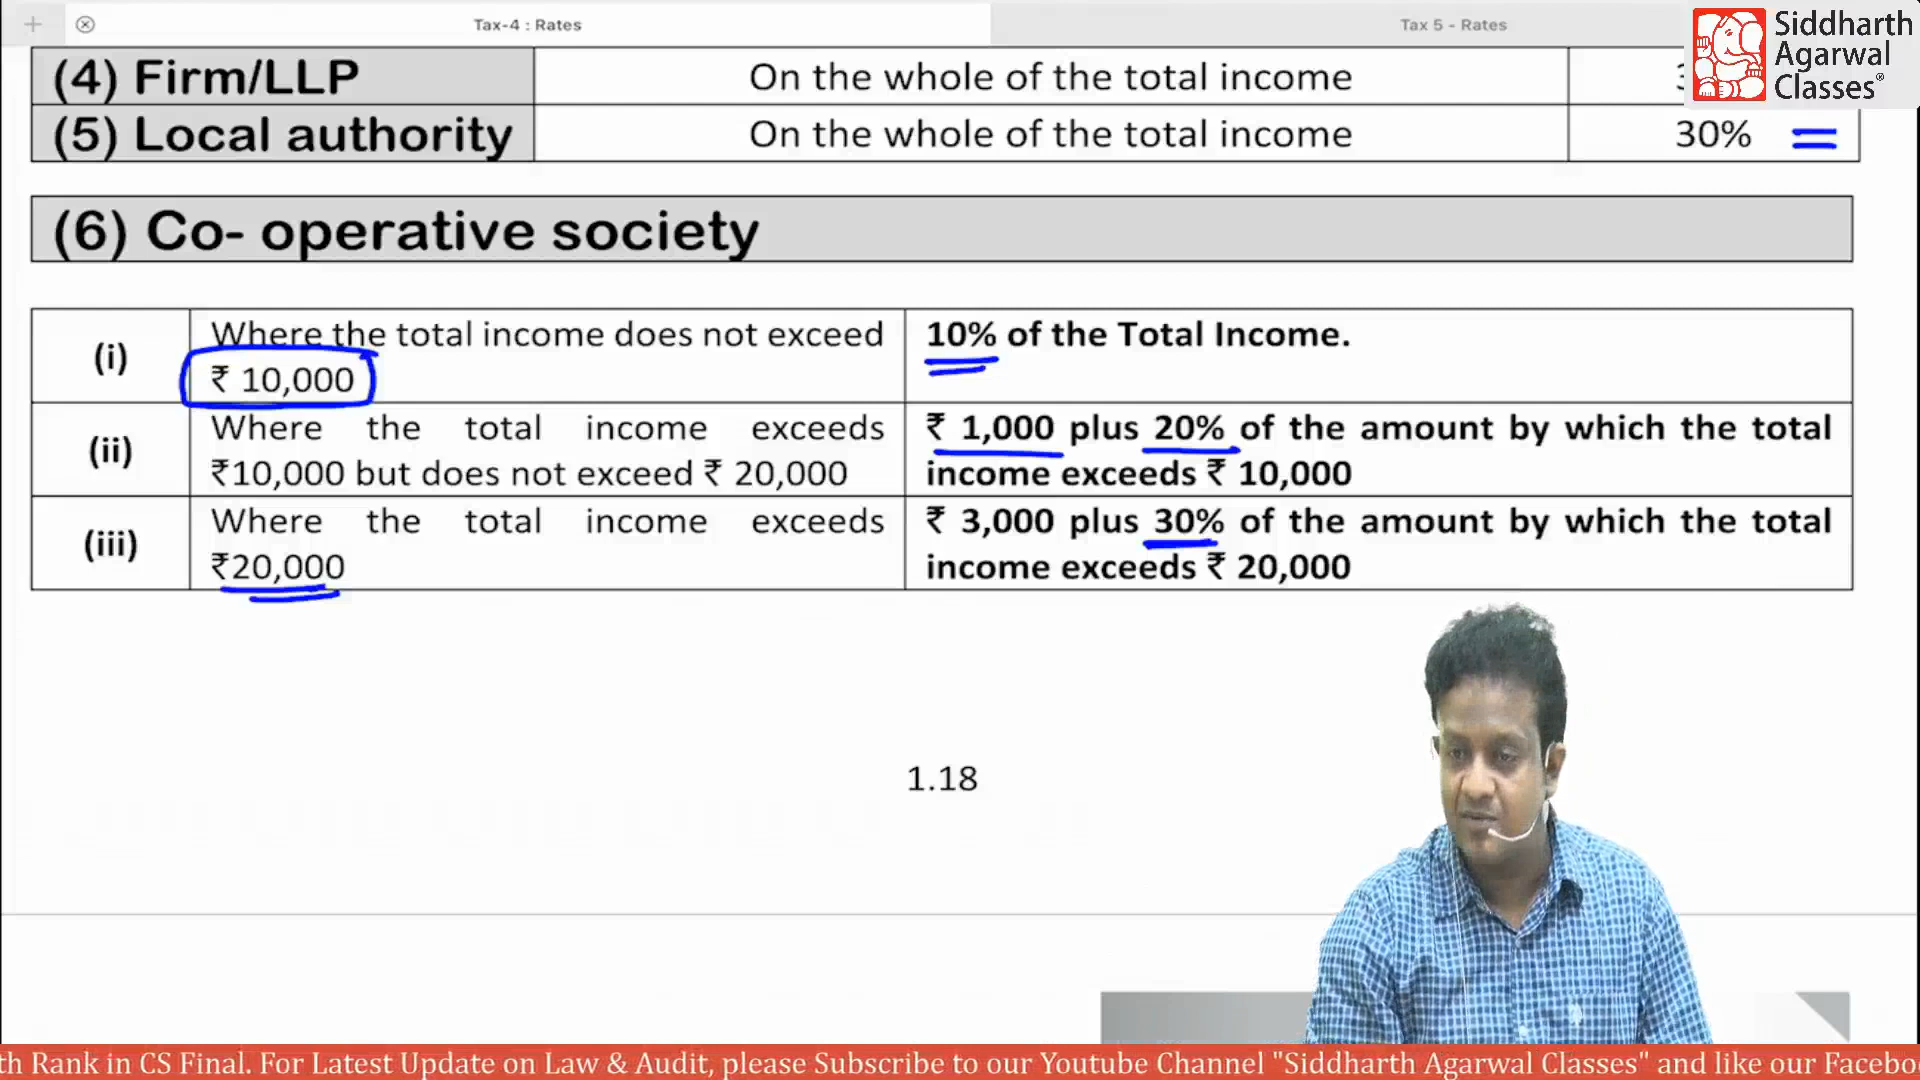 Tax-4 : Rates
Tax 5 - Rates
Siddharth
Agarwal
Classes®
(4) Firm/LLP On the whole of the total income
(5) Local authority On the whole of the total income 30%
(6) Co- operative society
(i) Where the total income does not exceed ₹ 10,000 10% of the Total Income.
(ii) Where the total income exceeds ₹10,000 but does not exceed ₹ 20,000 ₹ 1,000 plus 20% of the amount by which the total income exceeds ₹ 10,000
(iii) Where the total income exceeds ₹20,000 ₹ 3,000 plus 30% of the amount by which the total income exceeds ₹ 20,000
1.18
th Rank in CS Final. For Latest Update on Law & Audit, please Subscribe to our Youtube Channel "Siddharth Agarwal Classes" and like our Facebo